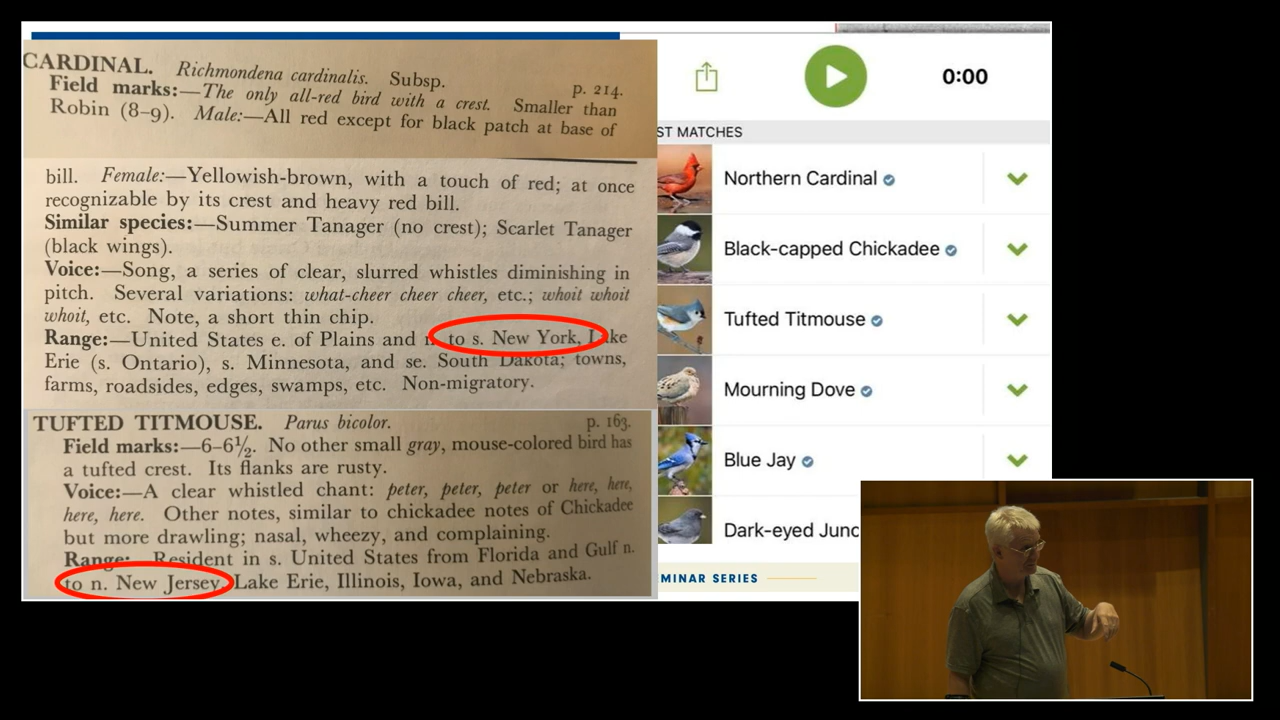 CARDINAL. Richmondena cardinalis. Subsp. p. 214.
Field marks:—The only all-red bird with a crest. Smaller than
Robin (8–9). Male:—All red except for black patch at base of
bill. Female:—Yellowish-brown, with a touch of red; at once
recognizable by its crest and heavy red bill.
Similar species:—Summer Tanager (no crest); Scarlet Tanager
(black wings).
Voice:—Song, a series of clear, slurred whistles diminishing in
pitch. Several variations: what-cheer cheer cheer, etc.; whoit whoit
whoit, etc. Note, a short thin chip.
Range:—United States e. of Plains and n. to s. New York, Lake
Erie (s. Ontario), s. Minnesota, and se. South Dakota; towns,
farms, roadsides, edges, swamps, etc. Non-migratory.
TUFTED TITMOUSE. Parus bicolor. p. 163.
Field marks:—6–6½. No other small gray, mouse-colored bird has
a tufted crest. Its flanks are rusty.
Voice:—A clear whistled chant: peter, peter, peter or here, here,
here, here. Other notes, similar to chickadee notes of Chickadee
but more drawling; nasal, wheezy, and complaining.
Range:—Resident in s. United States from Florida and Gulf n.
to n. New Jersey, Lake Erie, Illinois, Iowa, and Nebraska.
0:00
ST MATCHES
Northern Cardinal
Black-capped Chickadee
Tufted Titmouse
Mourning Dove
Blue Jay
Dark-eyed Junc
MINAR SERIES